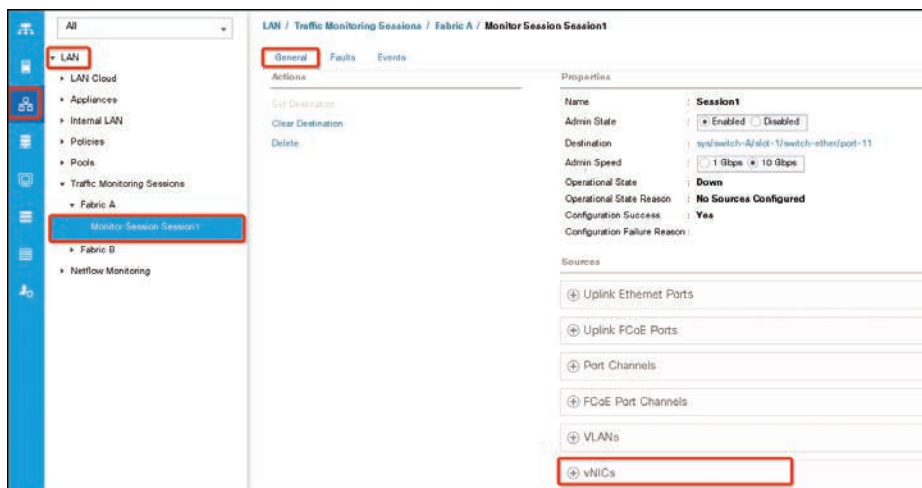 All
LAN
LAN Cloud
Appliances
Internal LAN
Policies
Pools
Traffic Monitoring Sessions
Fabric A
Monitor Session Session1
Fabric B
Netflow Monitoring
LAN / Traffic Monitoring Sessions / Fabric A / Monitor Session Session1
General Faults Events
Actions
Set Destination
Clear Destination
Delete
Properties
Name : Session1
Admin State : Enabled Disabled
Destination : sys/switch-A/slot-1/switch-ether/port-11
Admin Speed : 1 Gbps 10 Gbps
Operational State : Down
Operational State Reason : No Sources Configured
Configuration Success : Yes
Configuration Failure Reason :
Sources
Uplink Ethernet Ports
Uplink FCoE Ports
Port Channels
FCoE Port Channels
VLANs
vNICs